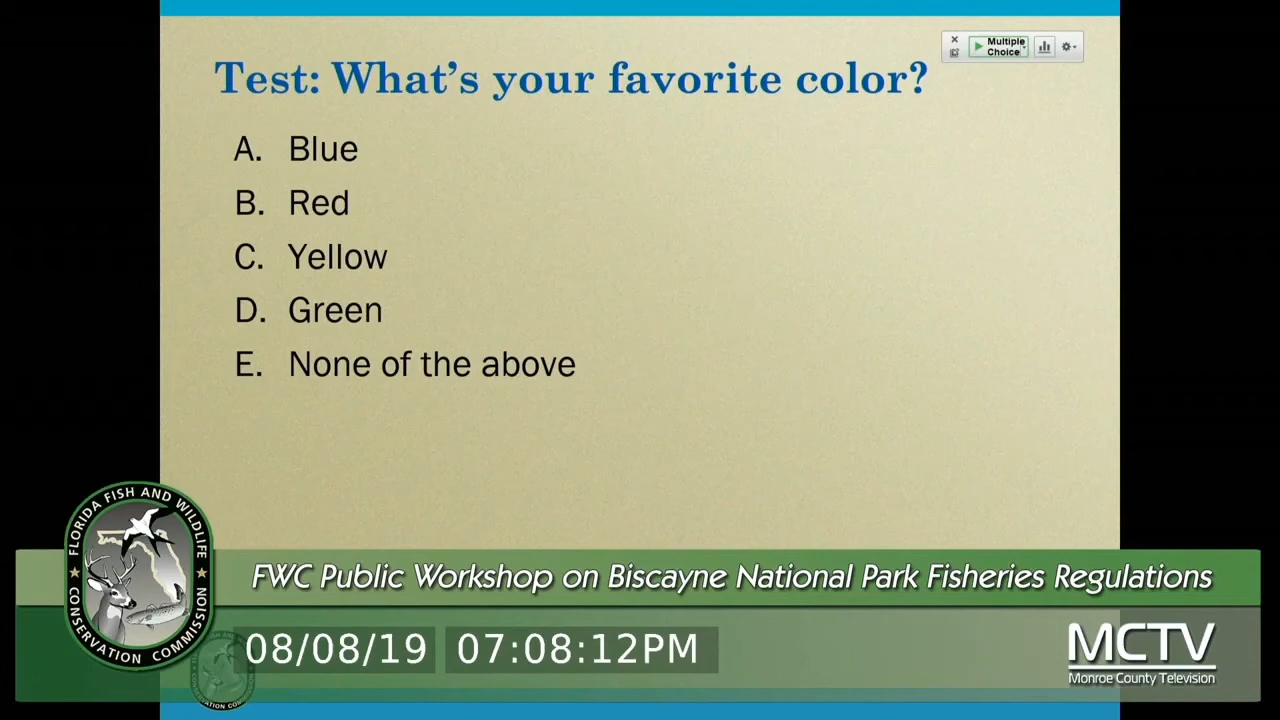 Test: What's your favorite color?
Multiple
Choice
A. Blue
B. Red
C. Yellow
D. Green
E. None of the above
FLORIDA FISH AND WILDLIFE
CONSERVATION COMMISSION
FWC Public Workshop on Biscayne National Park Fisheries Regulations
08/08/19 07:08:12PM
MCTV
Monroe County Television